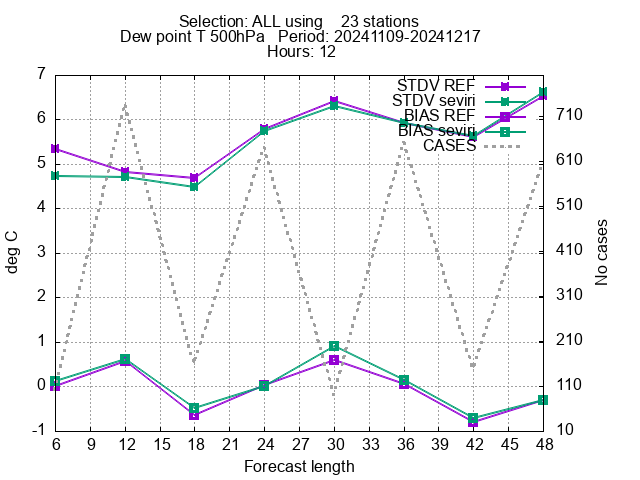 Selection: ALL using    23 stations
Dew point T 500hPa   Period: 20241109-20241217
Hours: 12
STDV REF
STDV seviri
BIAS REF
BIAS seviri
CASES
7
6
5
4
3
2
1
0
-1
710
610
510
410
310
210
110
10
deg C
No cases
6 9 12 15 18 21 24 27 30 33 36 39 42 45 48
Forecast length